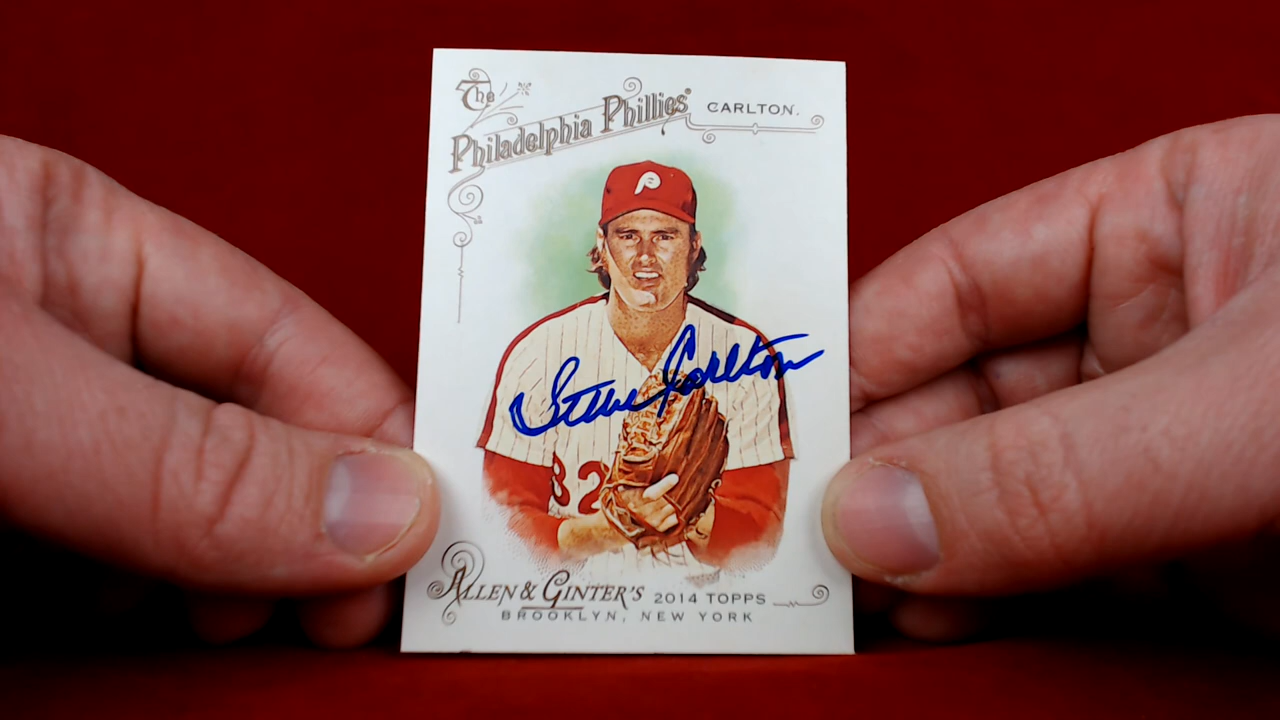 The
Philadelphia Phillies®
CARLTON.
P
Steve Carlton
32
ALLEN & GINTER'S
2014 TOPPS
BROOKLYN, NEW YORK